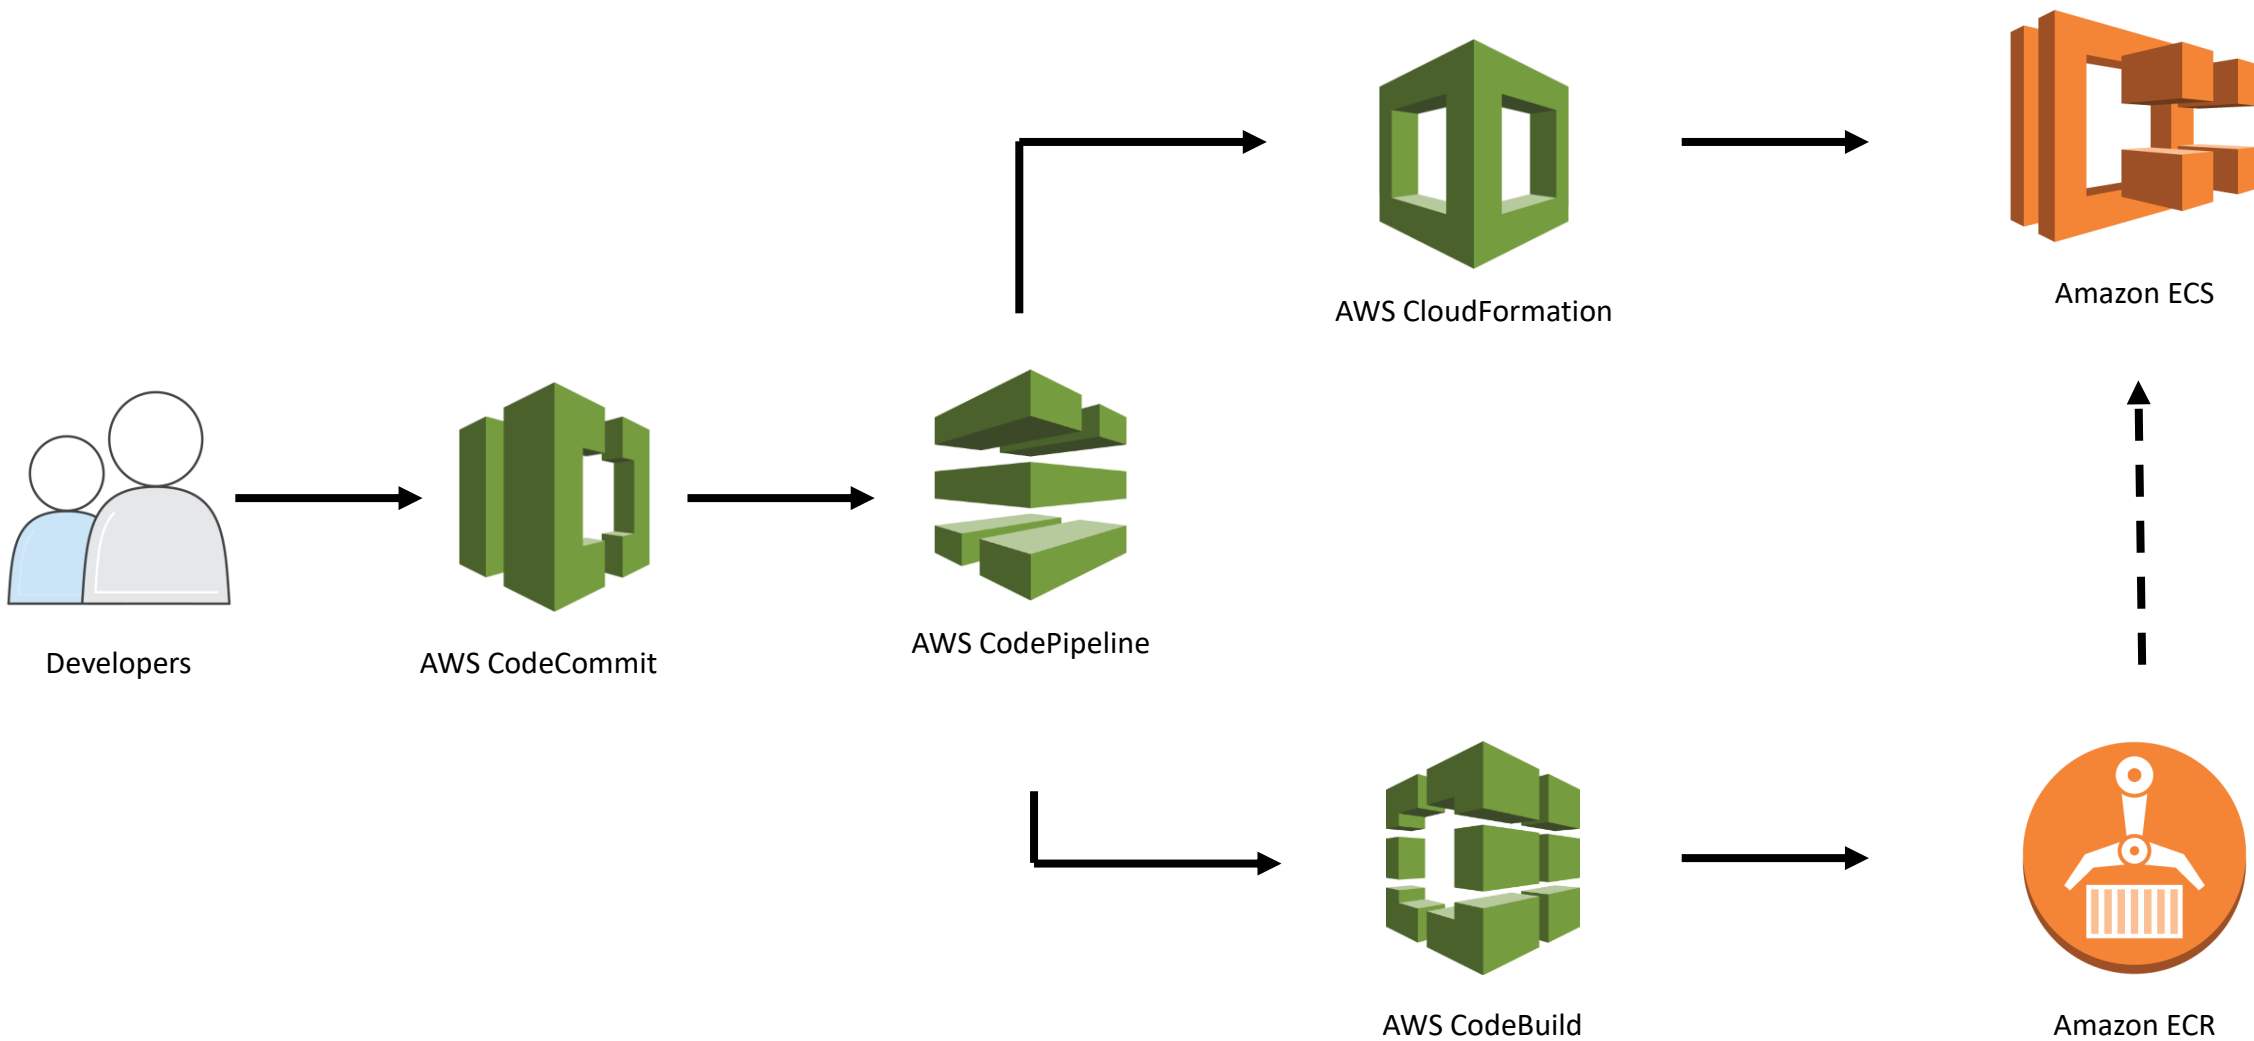 AWS CloudFormation
Amazon ECS
Developers
AWS CodeCommit
AWS CodePipeline
AWS CodeBuild
Amazon ECR